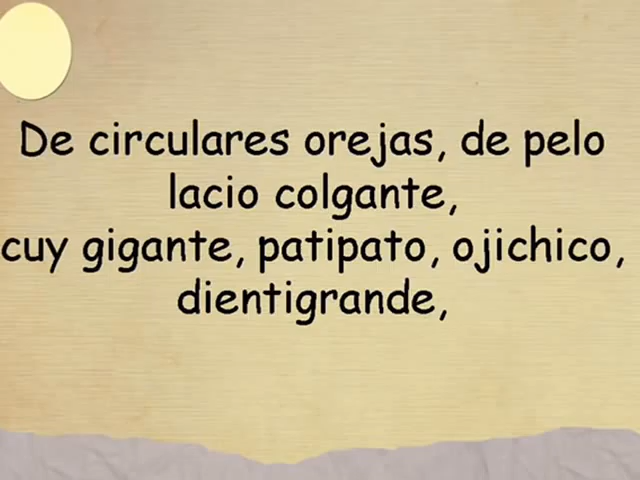 De circulares orejas, de pelo
lacio colgante,
cuy gigante, patipato, ojichico,
dientigrande,